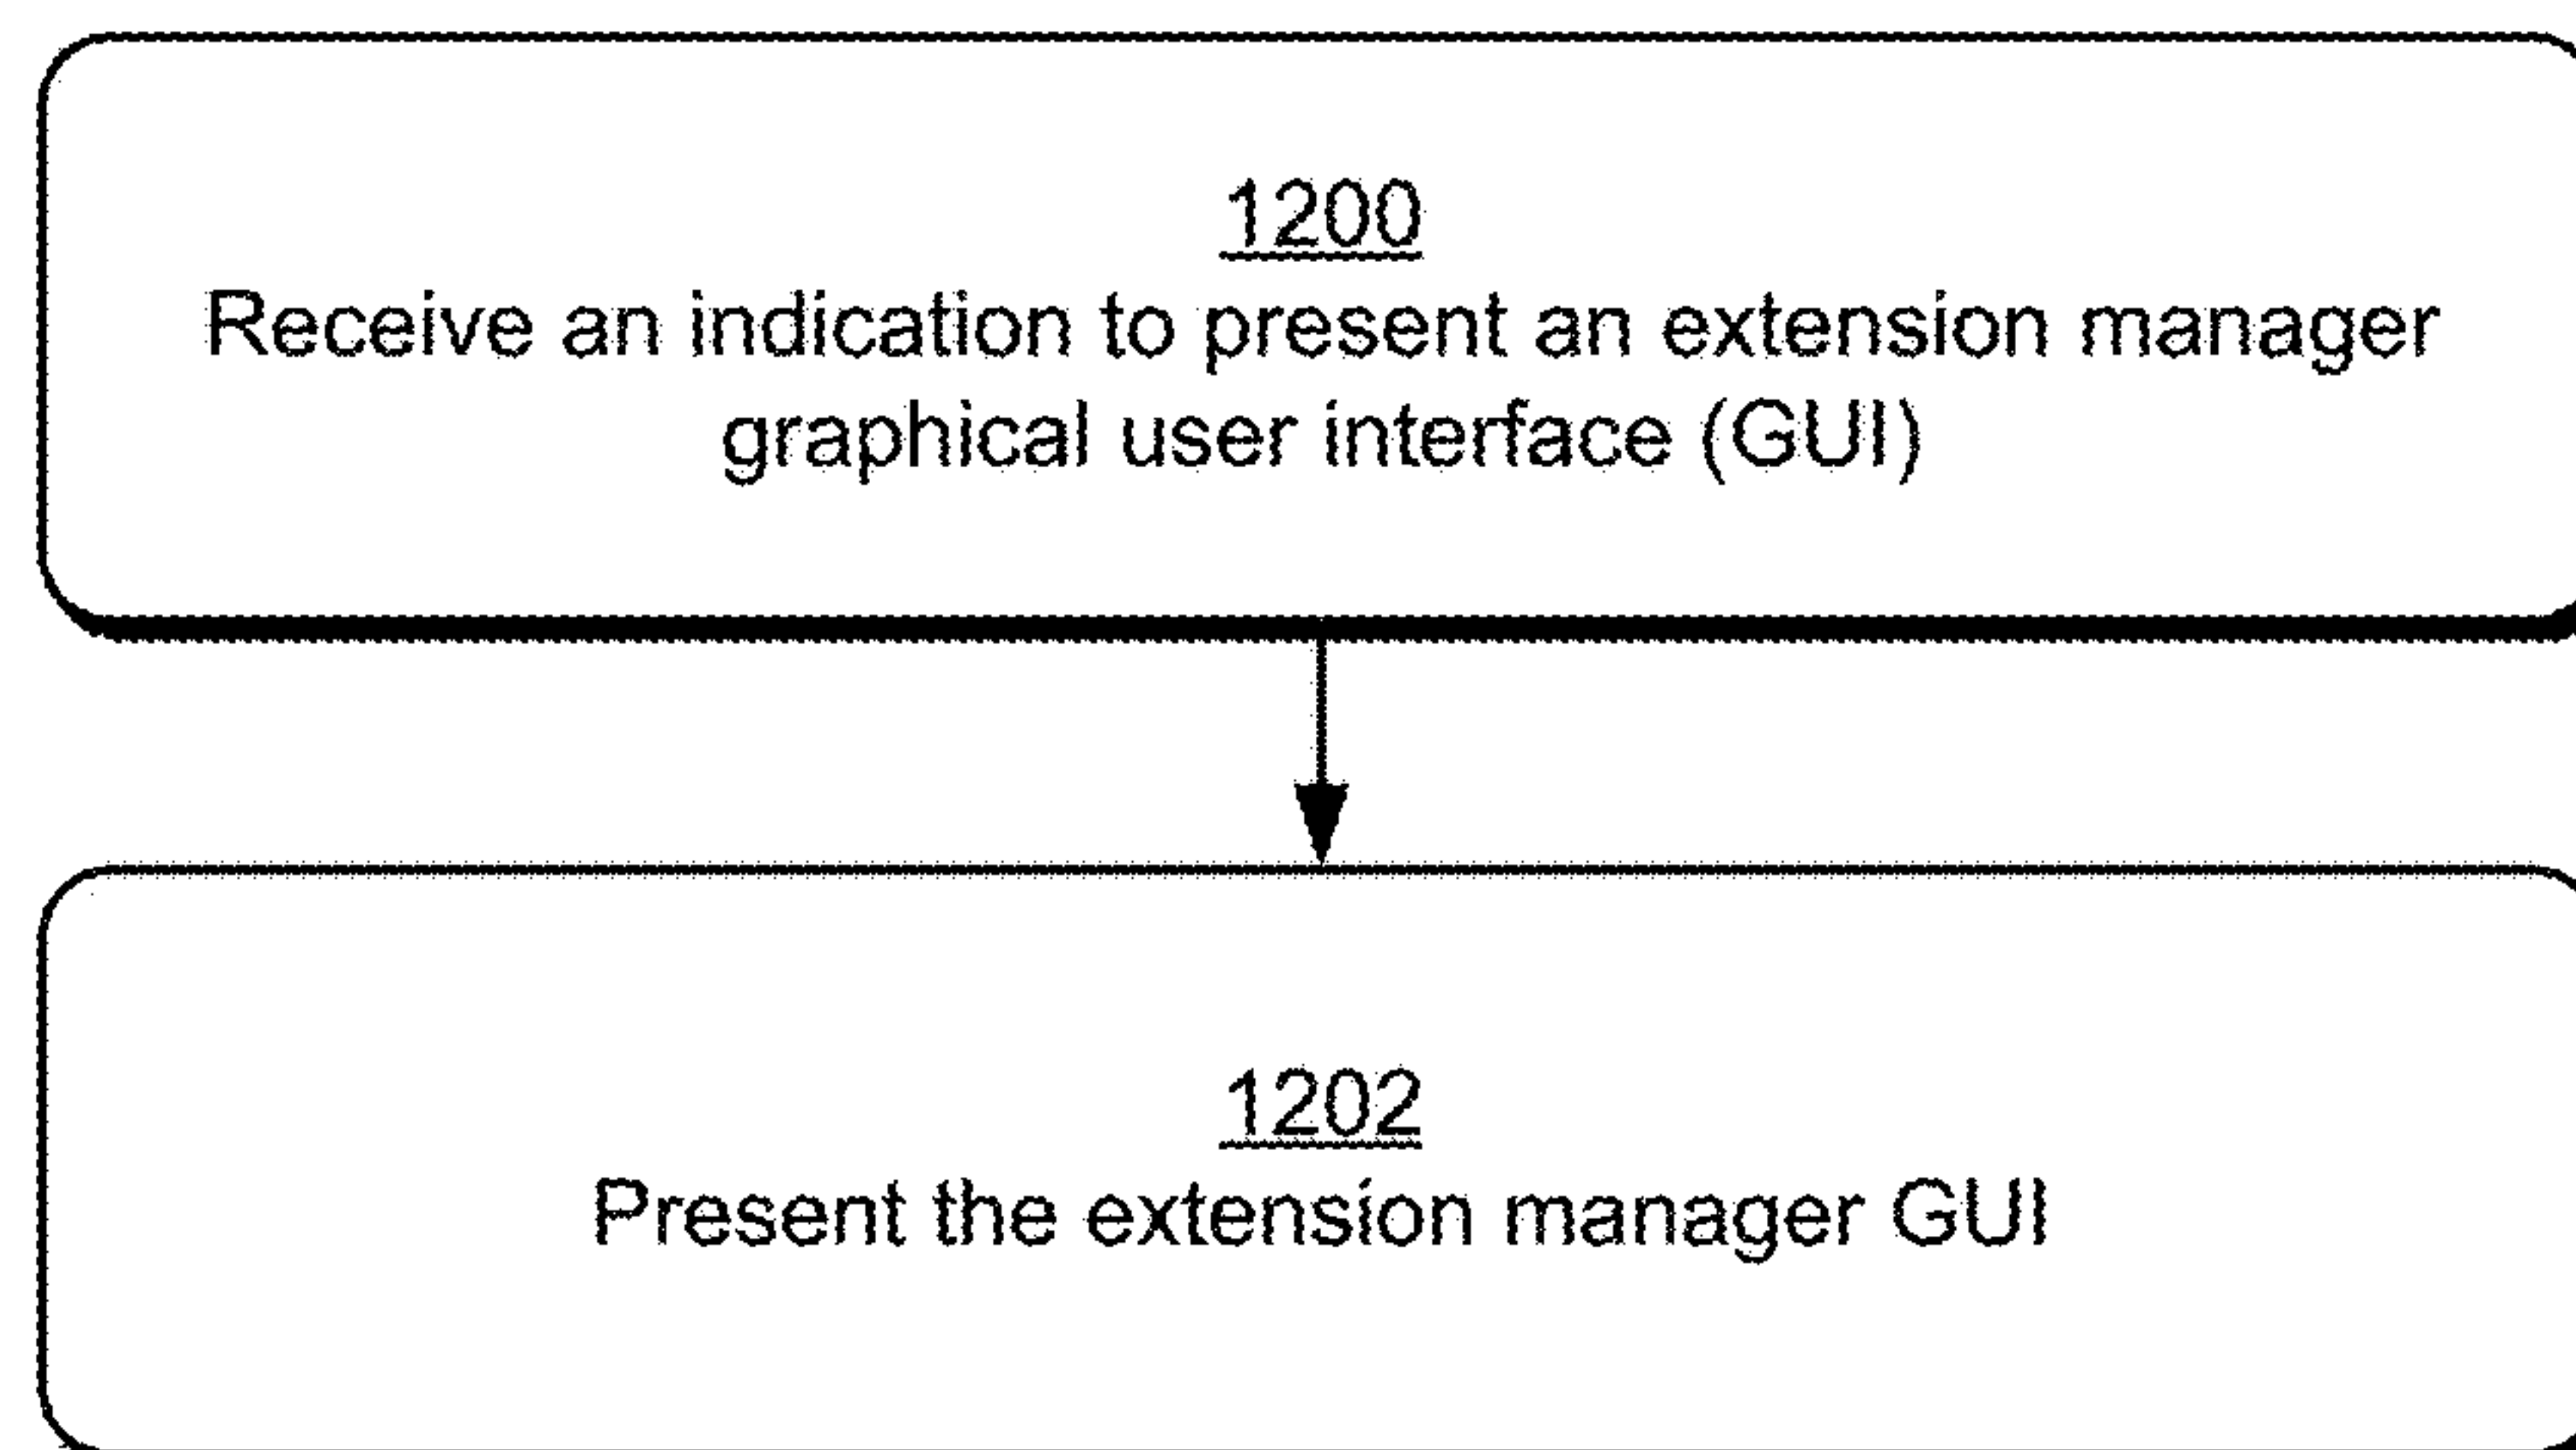 1200
Receive an indication to present an extension manager
graphical user interface (GUI)
1202
Present the extension manager GUI